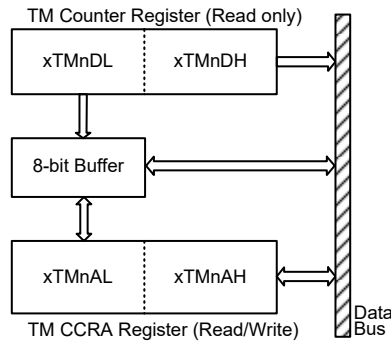 TM Counter Register (Read only)
xTMnDL xTMnDH
8-bit Buffer
xTMnAL xTMnAH
TM CCRA Register (Read/Write)
Data
Bus